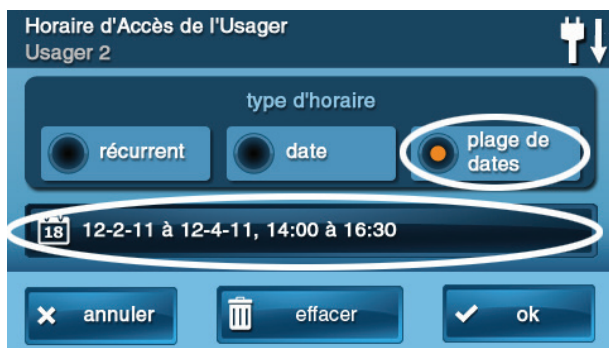 Horaire d'Accès de l'Usager
Usager 2
type d'horaire
récurrent
date
plage de
dates
18
12-2-11 à 12-4-11, 14:00 à 16:30
annuler
effacer
ok